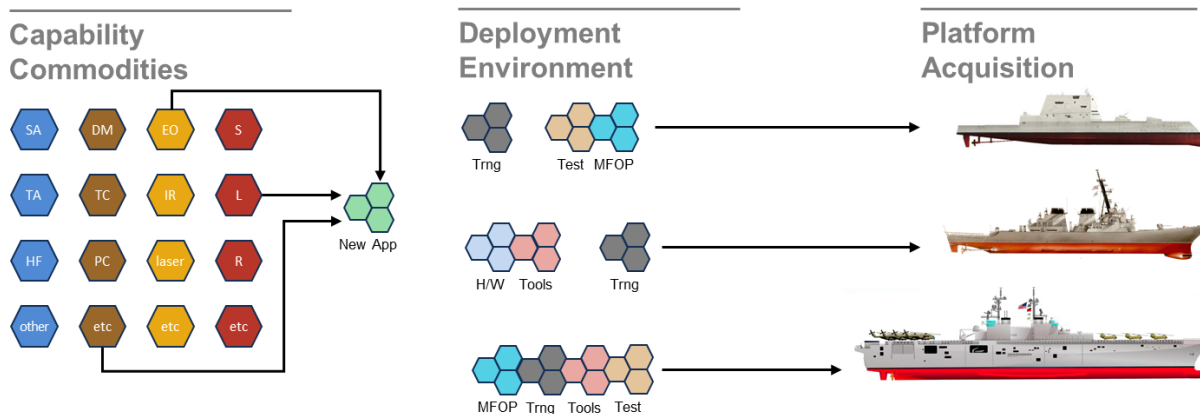 Capability
Commodities
Deployment
Environment
Platform
Acquisition
SA DM EO S
TA TC IR L
HF PC laser R
other etc etc etc
New App
Trng Test MFOP
H/W Tools Trng
MFOP Trng Tools Test